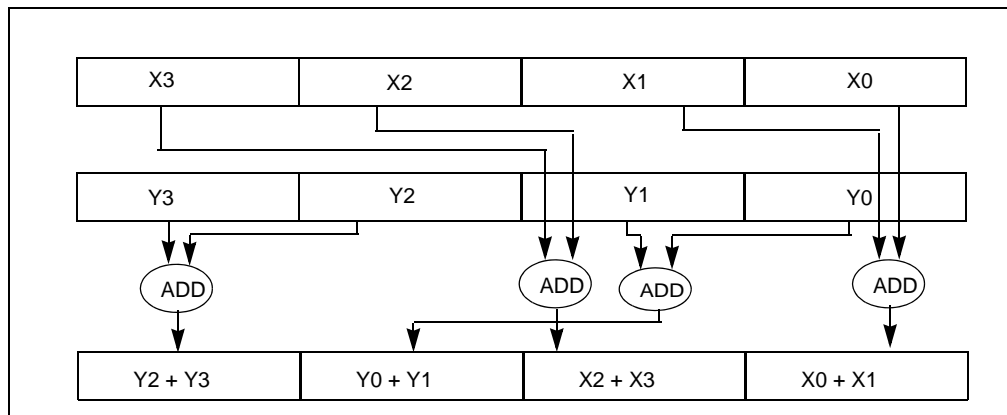 X3 X2 X1 X0
Y3 Y2 Y1 Y0
ADD ADD ADD ADD
Y2 + Y3 Y0 + Y1 X2 + X3 X0 + X1